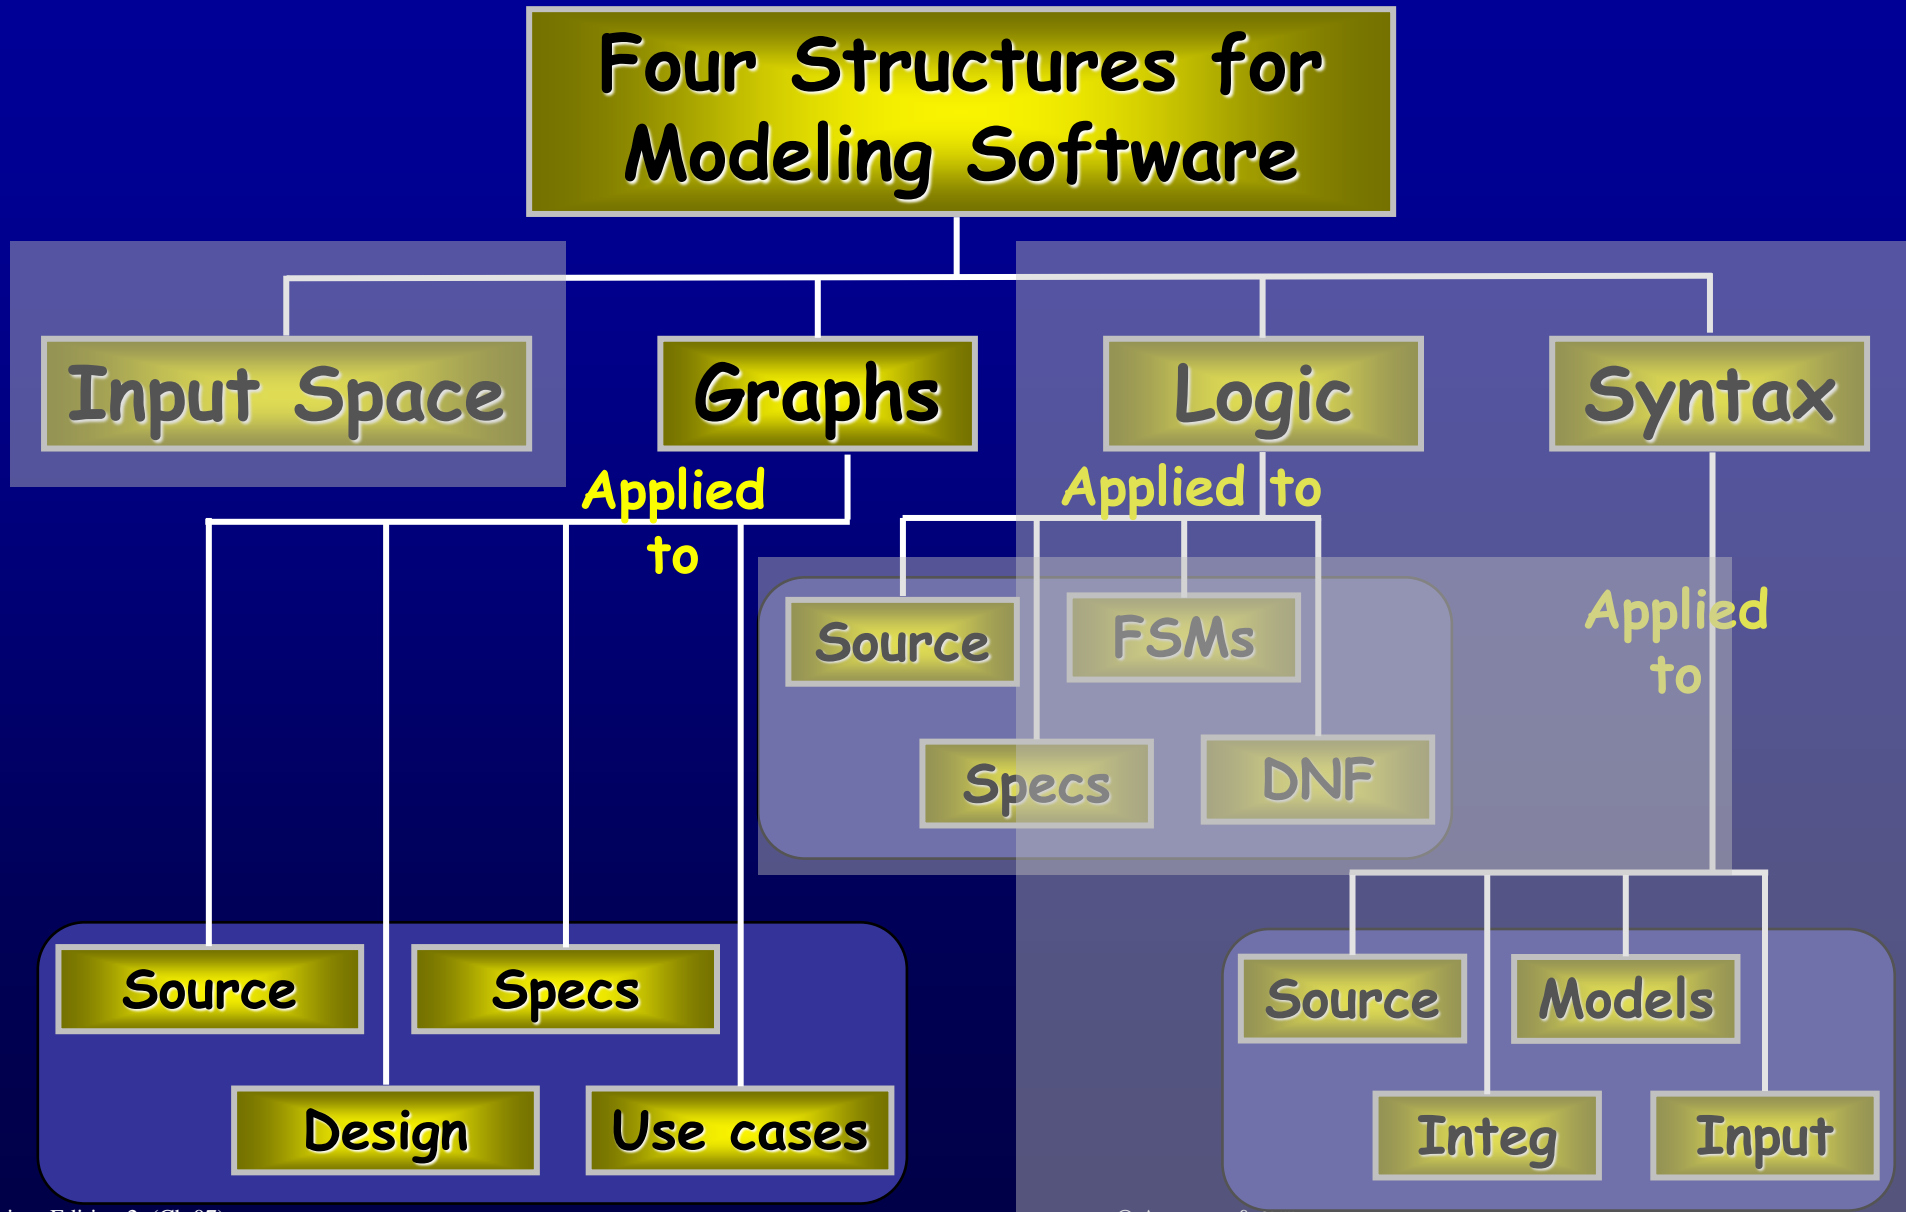 Four Structures for
Modeling Software
Input Space
Graphs
Logic
Syntax
Applied
to
Applied to
Applied
to
Source
FSMs
Specs
DNF
Source
Specs
Design
Use cases
Source
Models
Integ
Input